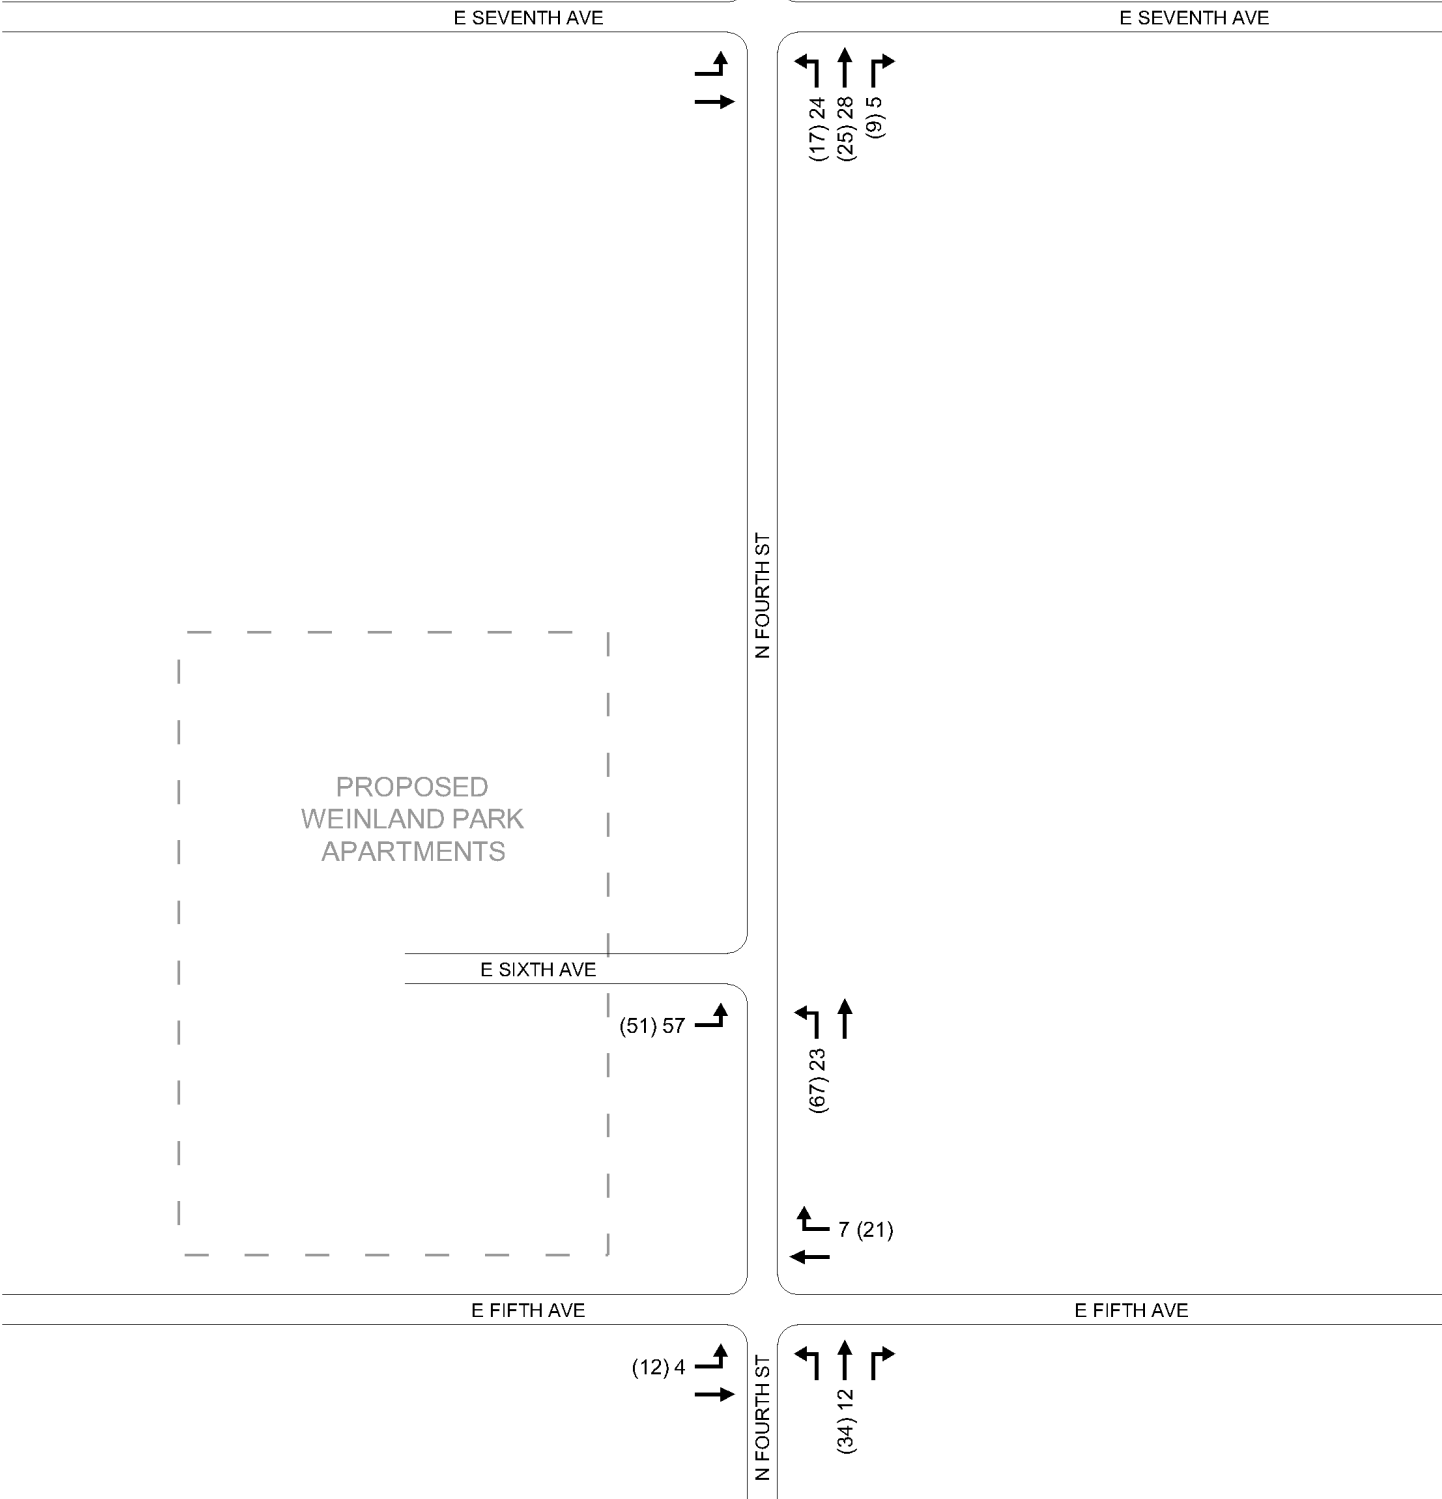 E SEVENTH AVE
E SEVENTH AVE
(17) 24
(25) 28
(9) 5
N FOURTH ST
PROPOSED
WEINLAND PARK
APARTMENTS
E SIXTH AVE
(51) 57
(67) 23
7 (21)
E FIFTH AVE
E FIFTH AVE
(12) 4
N FOURTH ST
(34) 12